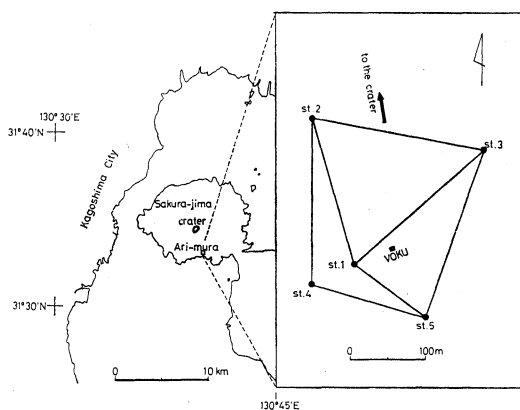 130°30'E
31°40'N
Kagoshima City
Sakura-jima
crater
Ari-mura
31°30'N
0 10 km
130°45'E
to the crater
st.2
st.3
VOKU
st.1
st.4
st.5
0 100m